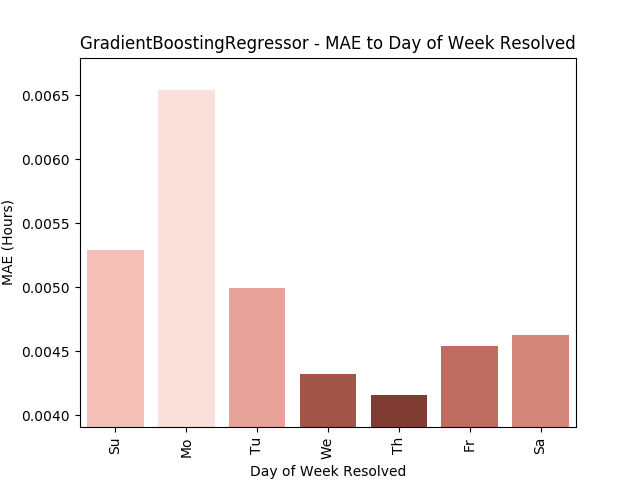 GradientBoostingRegressor - MAE to Day of Week Resolved
MAE (Hours)
0.0065
0.0060
0.0055
0.0050
0.0045
0.0040
Su
Mo
Tu
We
Th
Fr
Sa
Day of Week Resolved